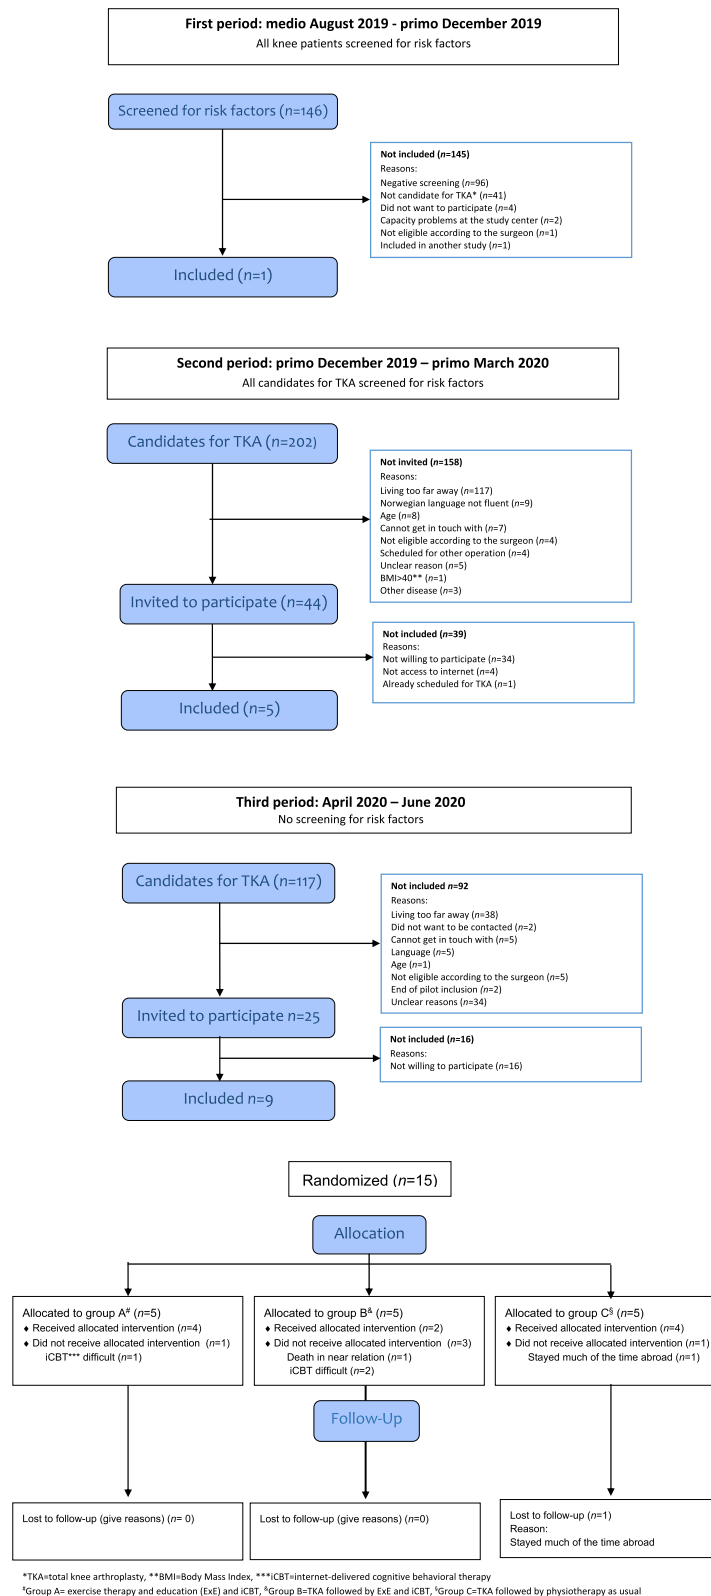 First period: medio August 2019 - primo December 2019
All knee patients screened for risk factors
Screened for risk factors (n=146)
Not included (n=145)
Reasons:
Negative screening (n=96)
Not candidate for TKA* (n=41)
Did not want to participate (n=4)
Capacity problems at the study center (n=2)
Not eligible according to the surgeon (n=1)
Included in another study (n=1)
Included (n=1)
Second period: primo December 2019 – primo March 2020
All candidates for TKA screened for risk factors
Candidates for TKA (n=202)
Not invited (n=158)
Reasons:
Living too far away (n=117)
Norwegian language not fluent (n=9)
Age (n=8)
Cannot get in touch with (n=7)
Not eligible according to the surgeon (n=4)
Scheduled for other operation (n=4)
Unclear reason (n=5)
BMI>40** (n=1)
Other disease (n=3)
Invited to participate (n=44)
Not included (n=39)
Reasons:
Not willing to participate (n=34)
Not access to internet (n=4)
Already scheduled for TKA (n=1)
Included (n=5)
Third period: April 2020 – June 2020
No screening for risk factors
Candidates for TKA (n=117)
Not included n=92
Reasons:
Living too far away (n=38)
Did not want to be contacted (n=2)
Cannot get in touch with (n=5)
Language (n=5)
Age (n=1)
Not eligible according to the surgeon (n=5)
End of pilot inclusion (n=2)
Unclear reasons (n=34)
Invited to participate n=25
Not included (n=16)
Reasons:
Not willing to participate (n=16)
Included n=9
Randomized (n=15)
Allocation
Allocated to group A# (n=5)
♦ Received allocated intervention (n=4)
♦ Did not receive allocated intervention (n=1)
iCBT*** difficult (n=1)
Allocated to group B& (n=5)
♦ Received allocated intervention (n=2)
♦ Did not receive allocated intervention (n=3)
Death in near relation (n=1)
iCBT difficult (n=2)
Allocated to group C§ (n=5)
♦ Received allocated intervention (n=4)
♦ Did not receive allocated intervention (n=1)
Stayed much of the time abroad (n=1)
Follow-Up
Lost to follow-up (give reasons) (n= 0)
Lost to follow-up (give reasons) (n=0)
Lost to follow-up (n=1)
Reason:
Stayed much of the time abroad
*TKA=total knee arthroplasty, **BMI=Body Mass Index, ***iCBT=internet-delivered cognitive behavioral therapy
#Group A= exercise therapy and education (ExE) and iCBT, &Group B=TKA followed by ExE and iCBT, §Group C=TKA followed by physiotherapy as usual